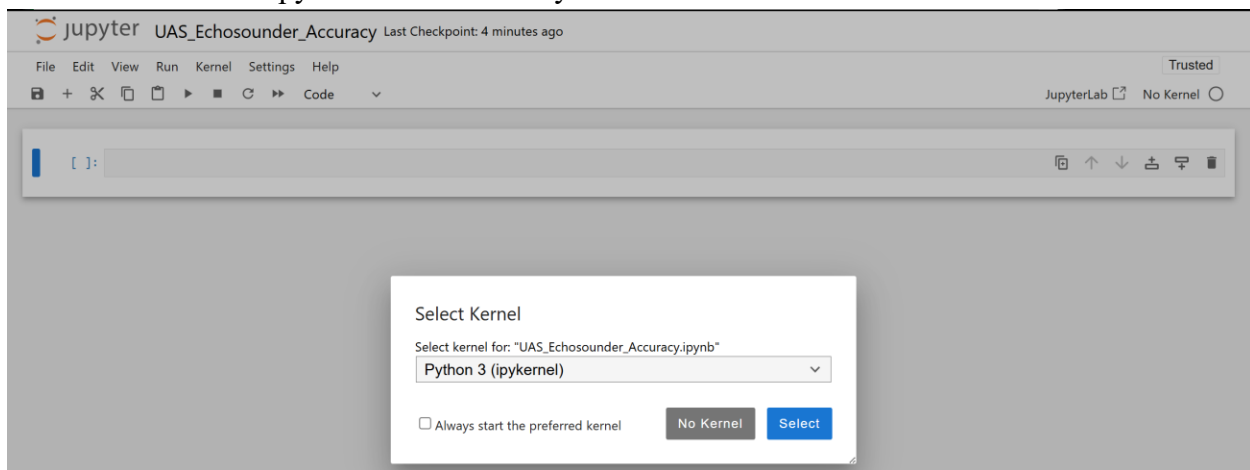 jupyter UAS_Echosounder_Accuracy Last Checkpoint: 4 minutes ago
File Edit View Run Kernel Settings Help Trusted
Code JupyterLab No Kernel
[ ]:
Select Kernel
Select kernel for: "UAS_Echosounder_Accuracy.ipynb"
Python 3 (ipykernel)
Always start the preferred kernel No Kernel Select